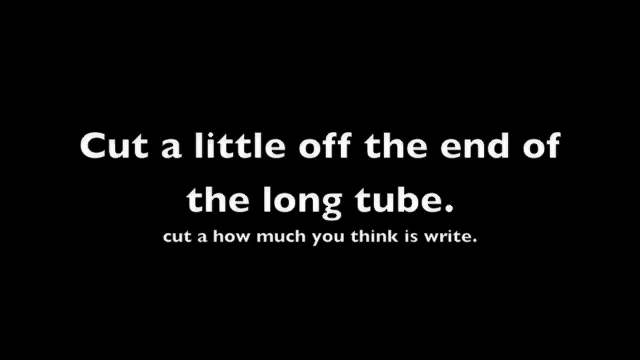 Cut a little off the end of
the long tube.
cut a how much you think is write.